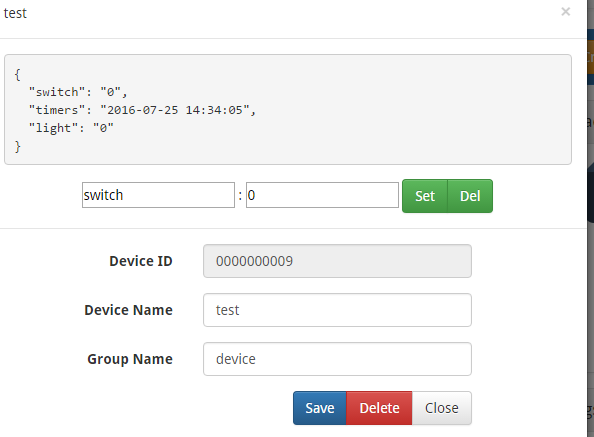 test ×
{
"switch": "0",
"timers": "2016-07-25 14:34:05",
"light": "0"
}
switch : 0 Set Del
Device ID 0000000009
Device Name test
Group Name device
Save Delete Close